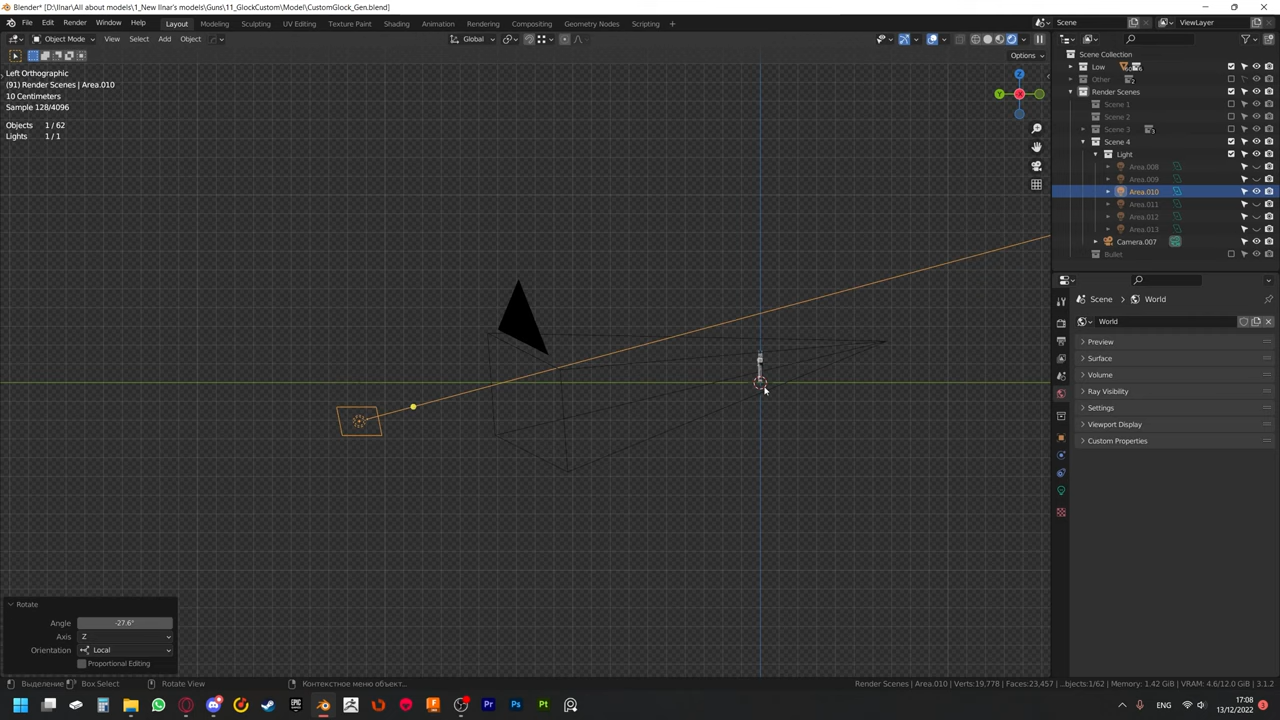 Blender* [D:\Ilnar\All about models\1_New Ilnar's models\Guns\11_GlockCustom\Model\CustomGlock_Gen.blend]
File Edit Render Window Help Layout Modeling Sculpting UV Editing Texture Paint Shading Animation Rendering Compositing Geometry Nodes Scripting + Scene ViewLayer
Object Mode View Select Add Object Global
Options
Left Orthographic
(91) Render Scenes | Area.010
10 Centimeters
Sample 128/4096
Objects 1 / 62
Lights 1 / 1
Z
Y
X
Scene Collection
Low
Other
Render Scenes
Scene 1
Scene 2
Scene 3
Scene 4
Light
Area.008
Area.009
Area.010
Area.011
Area.012
Area.013
Camera.007
Bullet
Scene > World
World
Preview
Surface
Volume
Ray Visibility
Settings
Viewport Display
Custom Properties
Rotate
Angle -27.6°
Axis Z
Orientation Local
Proportional Editing
Выделение Box Select Rotate View Контекстное меню объект... Render Scenes | Area.010 | Verts:19,778 | Faces:23,457 ...bjects:1/62 | Memory: 1.42 GiB | VRAM: 4.6/12.0 GiB | 3.1.2
ENG 17:08
13/12/2022